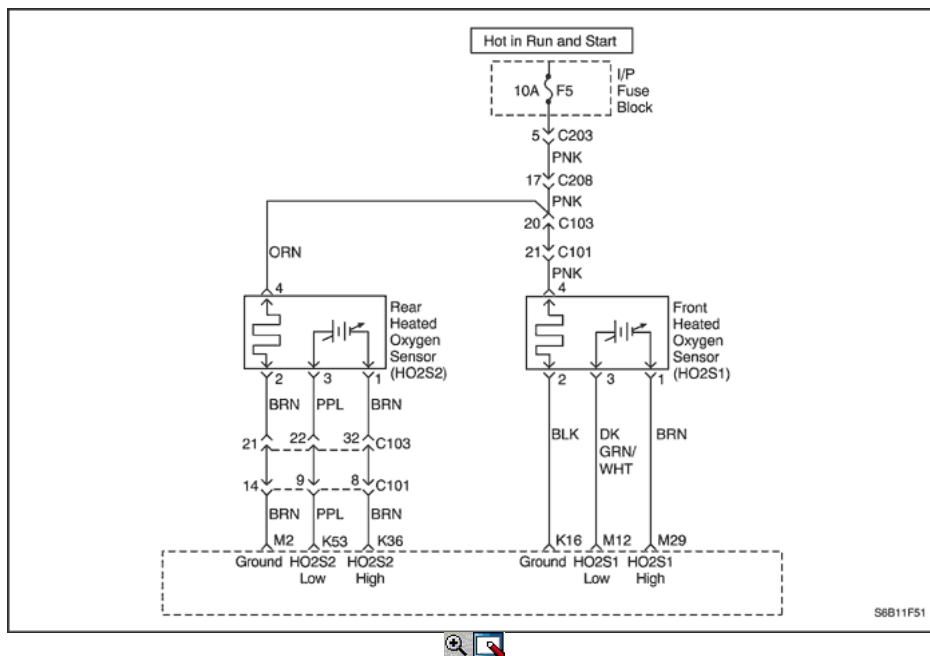 Hot in Run and Start
10A F5
I/P
Fuse
Block
5 C203
PNK
17 C208
PNK
20 C103
21 C101
PNK
ORN
4
4
Rear
Heated
Oxygen
Sensor
(HO2S2)
Front
Heated
Oxygen
Sensor
(HO2S1)
2 3 1
2 3 1
BRN PPL BRN
BLK DK
GRN/
WHT
BRN
21 22 32 C103
14 9 8 C101
BRN PPL BRN
M2 K53 K36
K16 M12 M29
Ground HO2S2
Low
HO2S2
High
Ground HO2S1
Low
HO2S1
High
S6B11F51